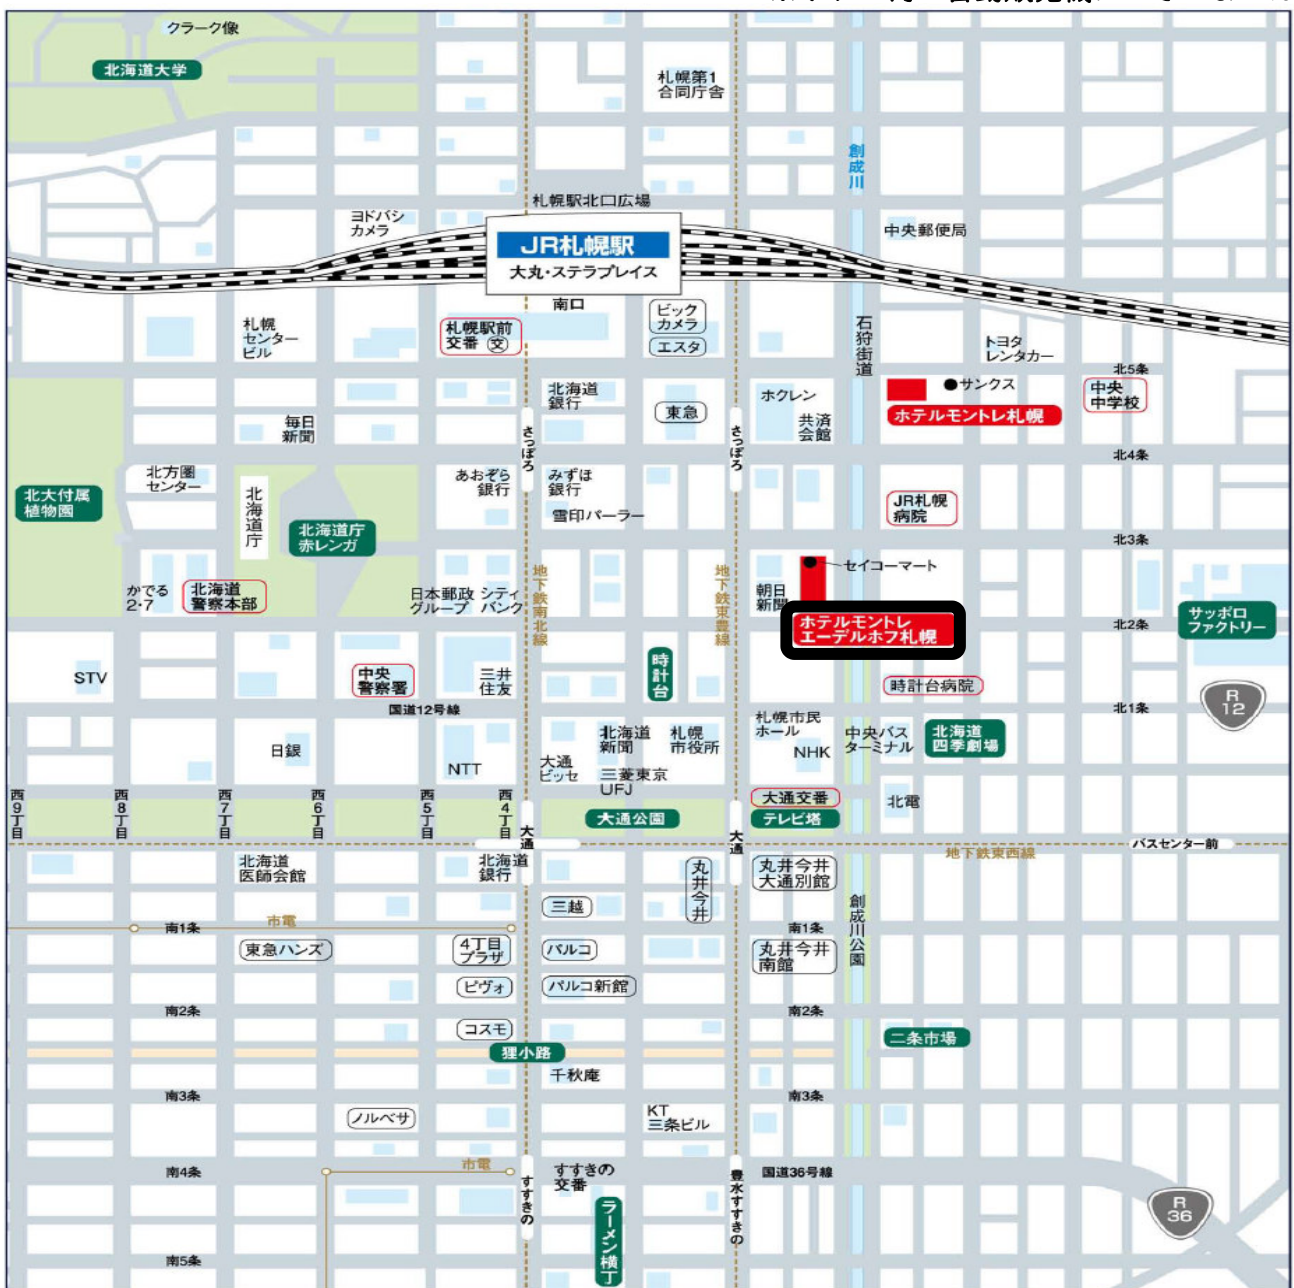 クラーク像
北海道大学
札幌第1
合同庁舎
創成川
札幌駅北口広場
ヨドバシ
カメラ
中央郵便局
JR札幌駅
大丸・ステラプレイス
南口
ビック
カメラ
エスタ
札幌駅前
交番 交
札幌
センター
ビル
石狩街道
トヨタ
レンタカー
北5条
サンクス
中央
中学校
ホテルモントレ札幌
北海道
銀行
東急
ホクレン
共済
会館
毎日
新聞
さっぽろ
さっぽろ
北4条
北方圏
センター
あおぞら
銀行
みずほ
銀行
雪印パーラー
北大付属
植物園
北海道庁
北海道庁
赤レンガ
JR札幌
病院
北3条
セイコーマート
朝日
新聞
かでる
2・7
北海道
警察本部
日本郵政
グループ
シティ
バンク
地下鉄南北線
地下鉄東豊線
ホテルモントレ
エーデルホフ札幌
北2条
サッポロ
ファクトリー
STV
中央
警察署
三井
住友
時計台
時計台病院
国道12号線
北1条
R
12
日銀
NTT
大通
ビッセ
北海道
新聞
札幌
市役所
三菱東京
UFJ
札幌市民
ホール
NHK
中央バス
ターミナル
北海道
四季劇場
西9丁目
西8丁目
西7丁目
西6丁目
西5丁目
西4丁目
大通公園
大通交番
テレビ塔
北電
大通
大通
バスセンター前
地下鉄東西線
北海道
医師会館
北海道
銀行
丸井今井
丸井今井
大通別館
三越
創成川公園
市電
南1条
南1条
東急ハンズ
4丁目
プラザ
パルコ
丸井今井
南館
ピヴォ
パルコ新館
南2条
南2条
コスモ
二条市場
狸小路
千秋庵
南3条
南3条
ノルベサ
KT
三条ビル
市電
南4条
すすきの
すすきの
交番
豊水すすきの
国道36号線
R
36
ラーメン横丁
南5条